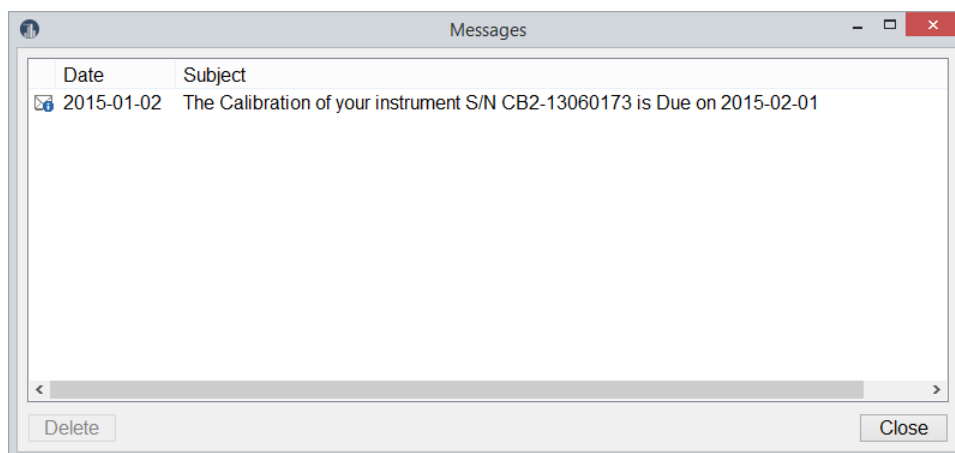 Messages
Date Subject
2015-01-02 The Calibration of your instrument S/N CB2-13060173 is Due on 2015-02-01
Delete Close